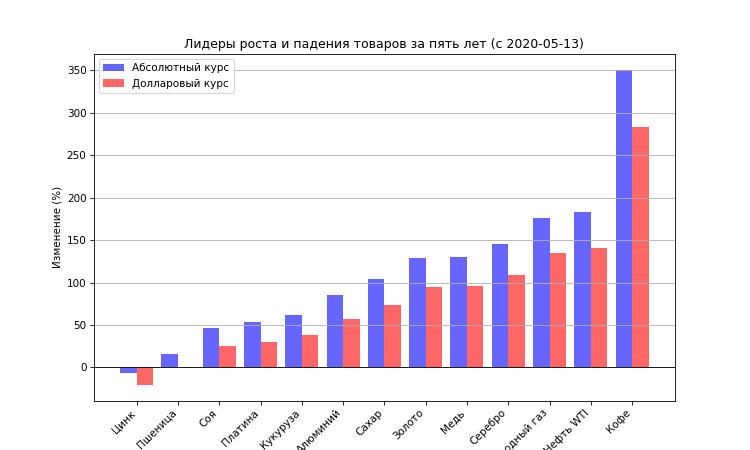 Лидеры роста и падения товаров за пять лет (с 2020-05-13)
Абсолютный курс
Долларовый курс
Изменение (%)
350
300
250
200
150
100
50
0
Цинк
Пшеница
Соя
Платина
Кукуруза
Алюминий
Сахар
Золото
Медь
Серебро
газ
Нефть WTI
Кофе